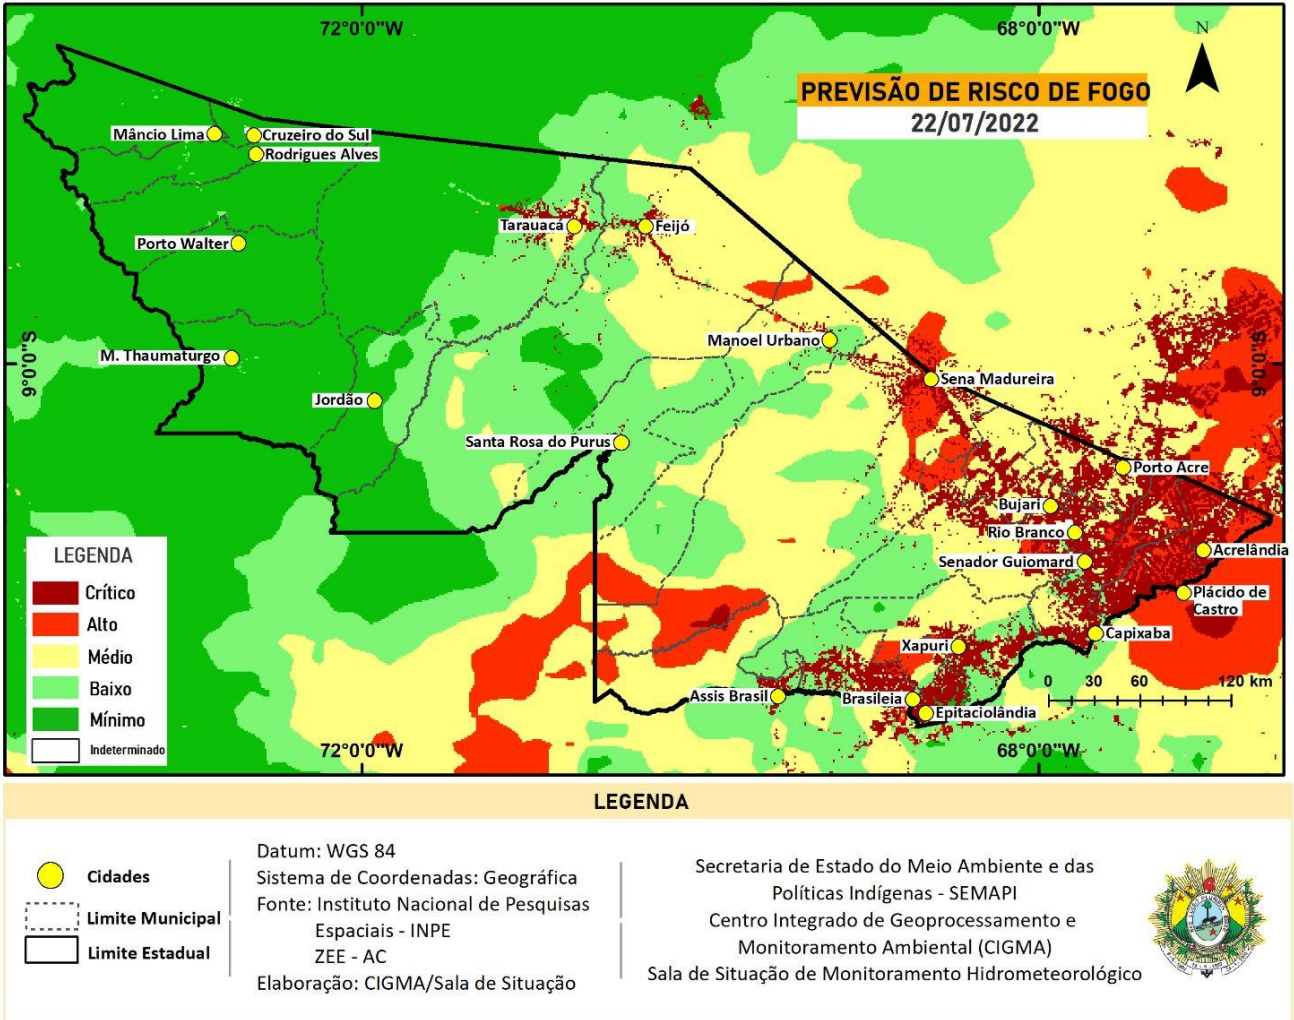 72°0'0"W
68°0'0"W
N
PREVISÃO DE RISCO DE FOGO
22/07/2022
Mâncio Lima
Cruzeiro do Sul
Rodrigues Alves
Tarauacá
Feijó
Porto Walter
Manoel Urbano
M. Thaumaturgo
9°0'0"S
9°0'0"S
Sena Madureira
Jordão
Santa Rosa do Purus
Porto Acre
Bujari
Rio Branco
Acrelândia
Senador Guiomard
Plácido de
Castro
Capixaba
Xapuri
Assis Brasil
Brasileia
Epitaciolândia
0 30 60 120 km
72°0'0"W
68°0'0"W
LEGENDA
Crítico
Alto
Médio
Baixo
Mínimo
Indeterminado
LEGENDA
Cidades
Limite Municipal
Limite Estadual
Datum: WGS 84
Sistema de Coordenadas: Geográfica
Fonte: Instituto Nacional de Pesquisas
Espaciais - INPE
ZEE - AC
Elaboração: CIGMA/Sala de Situação
Secretaria de Estado do Meio Ambiente e das
Políticas Indígenas - SEMAPI
Centro Integrado de Geoprocessamento e
Monitoramento Ambiental (CIGMA)
Sala de Situação de Monitoramento Hidrometeorológico